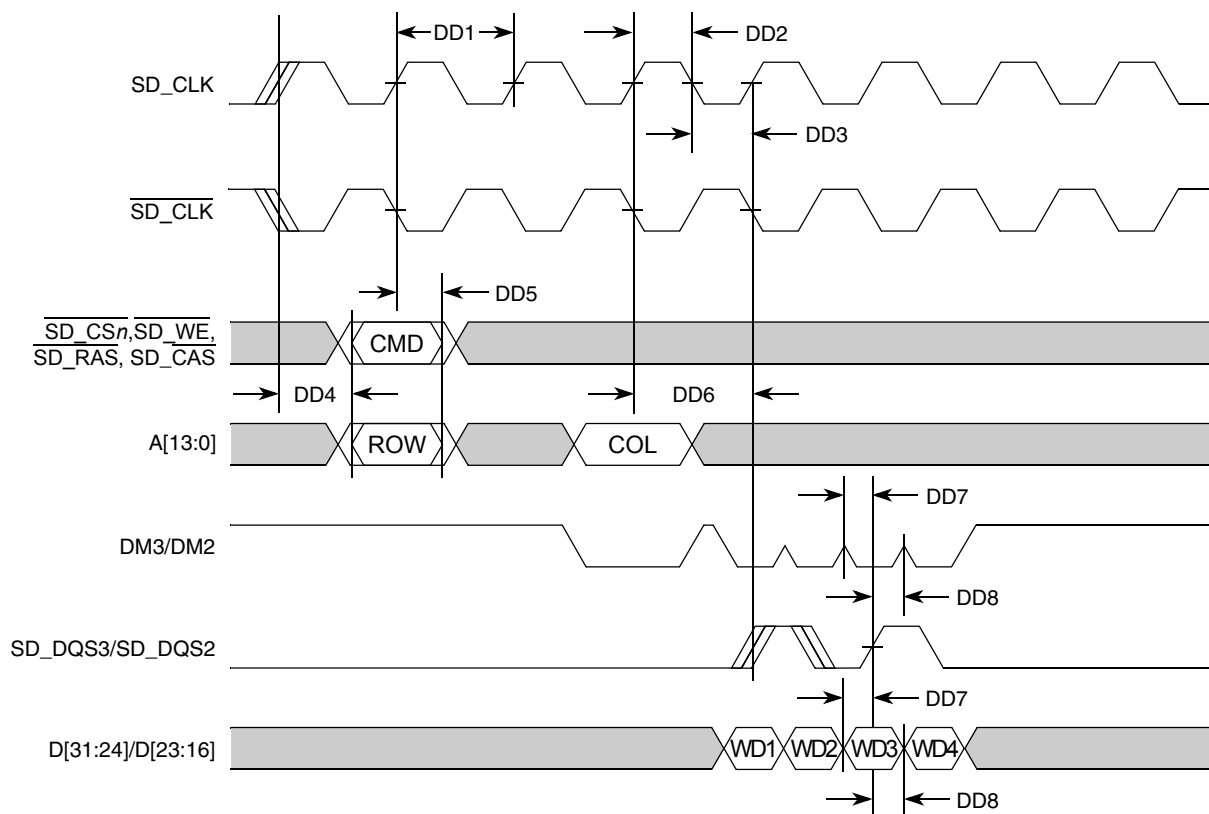 DD1
DD2
SD_CLK
DD3
SD_CLK
DD5
SD_CSn,SD_WE,
SD_RAS, SD_CAS
CMD
DD4
DD6
A[13:0]
ROW
COL
DD7
DM3/DM2
DD8
SD_DQS3/SD_DQS2
DD7
D[31:24]/D[23:16]
WD1
WD2
WD3
WD4
DD8